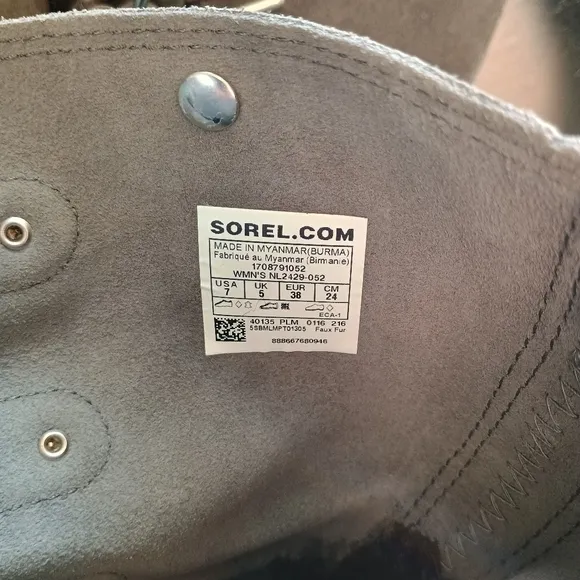 SOREL.COM
MADE IN MYANMAR(BURMA)
Fabriqué au Myanmar (Birmanie)
1708791052
WMN'S NL2429-052
USA UK EUR CM
7 5 38 24
ECA-1
40135 PLM 0116 216
5SBMLMPT01305 Faux Fur
888667680946